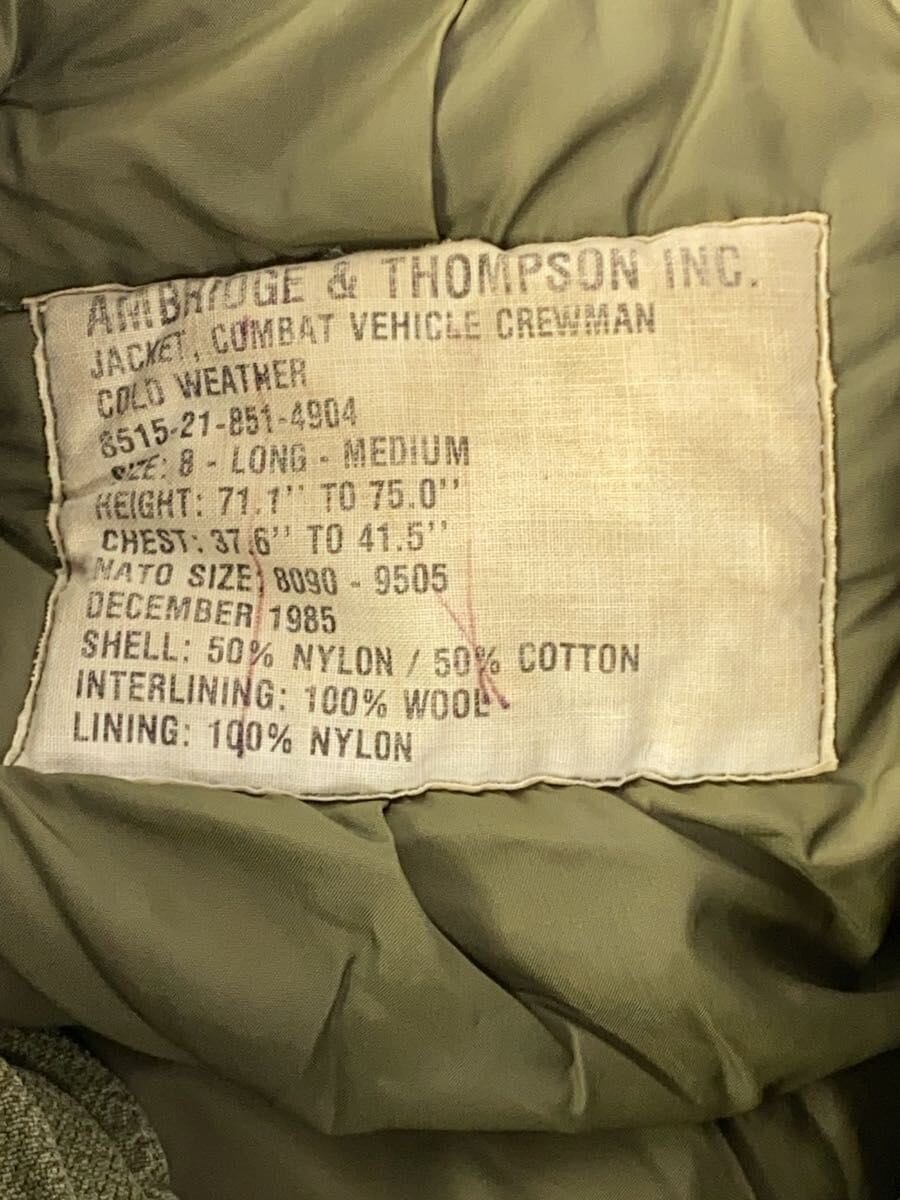 AMBRIDGE & THOMPSON INC.
JACKET, COMBAT VEHICLE CREWMAN
COLD WEATHER
8515-21-851-4904
SIZE: 8 - LONG - MEDIUM
HEIGHT: 71.1'' TO 75.0''
CHEST: 37.6'' TO 41.5''
NATO SIZE: 8090 - 9505
DECEMBER 1985
SHELL: 50% NYLON / 50% COTTON
INTERLINING: 100% WOOL
LINING: 100% NYLON